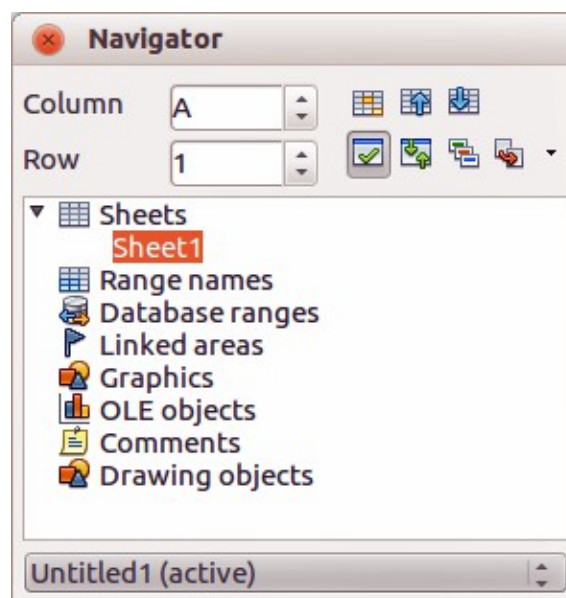 Navigator
Column A
Row 1
Sheets
Sheet1
Range names
Database ranges
Linked areas
Graphics
OLE objects
Comments
Drawing objects
Untitled1 (active)